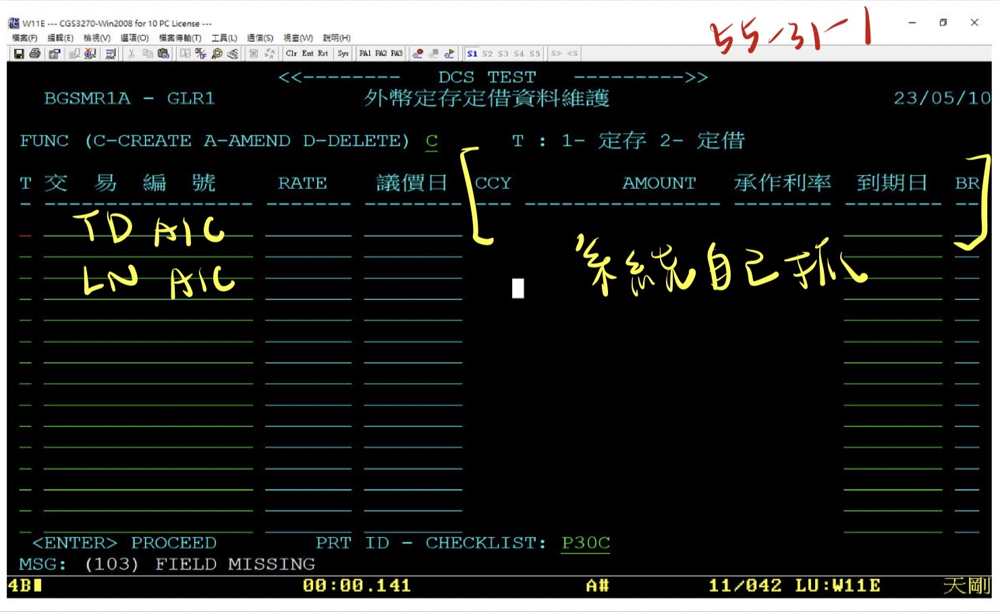 W11E --- CGS3270-Win2008 for 10 PC License ---
55-31-1
檔案(F) 編輯(E) 檢視(V) 選項(O) 檔案傳輸(T) 工具(L) 通信(S) 視窗(W) 說明(H)
Clr Ent Rst Sys PA1 PA2 PA3 S1 S2 S3 S4 S5 S> <S
<<-------- DCS TEST --------->>
BGSMR1A - GLR1 外幣定存定借資料維護 23/05/10
FUNC (C-CREATE A-AMEND D-DELETE) C T : 1- 定存 2- 定借
T 交 易 編 號 RATE 議價日 CCY AMOUNT 承作利率 到期日 BR
- ----------------- ------- -------- --- ---------------- -------- -------- --
TD A/C
LN A/C
系統自己抓
<ENTER> PROCEED PRT ID - CHECKLIST: P30C
MSG: (103) FIELD MISSING
4B 00:00.141 A# 11/042 LU:W11E 天剛